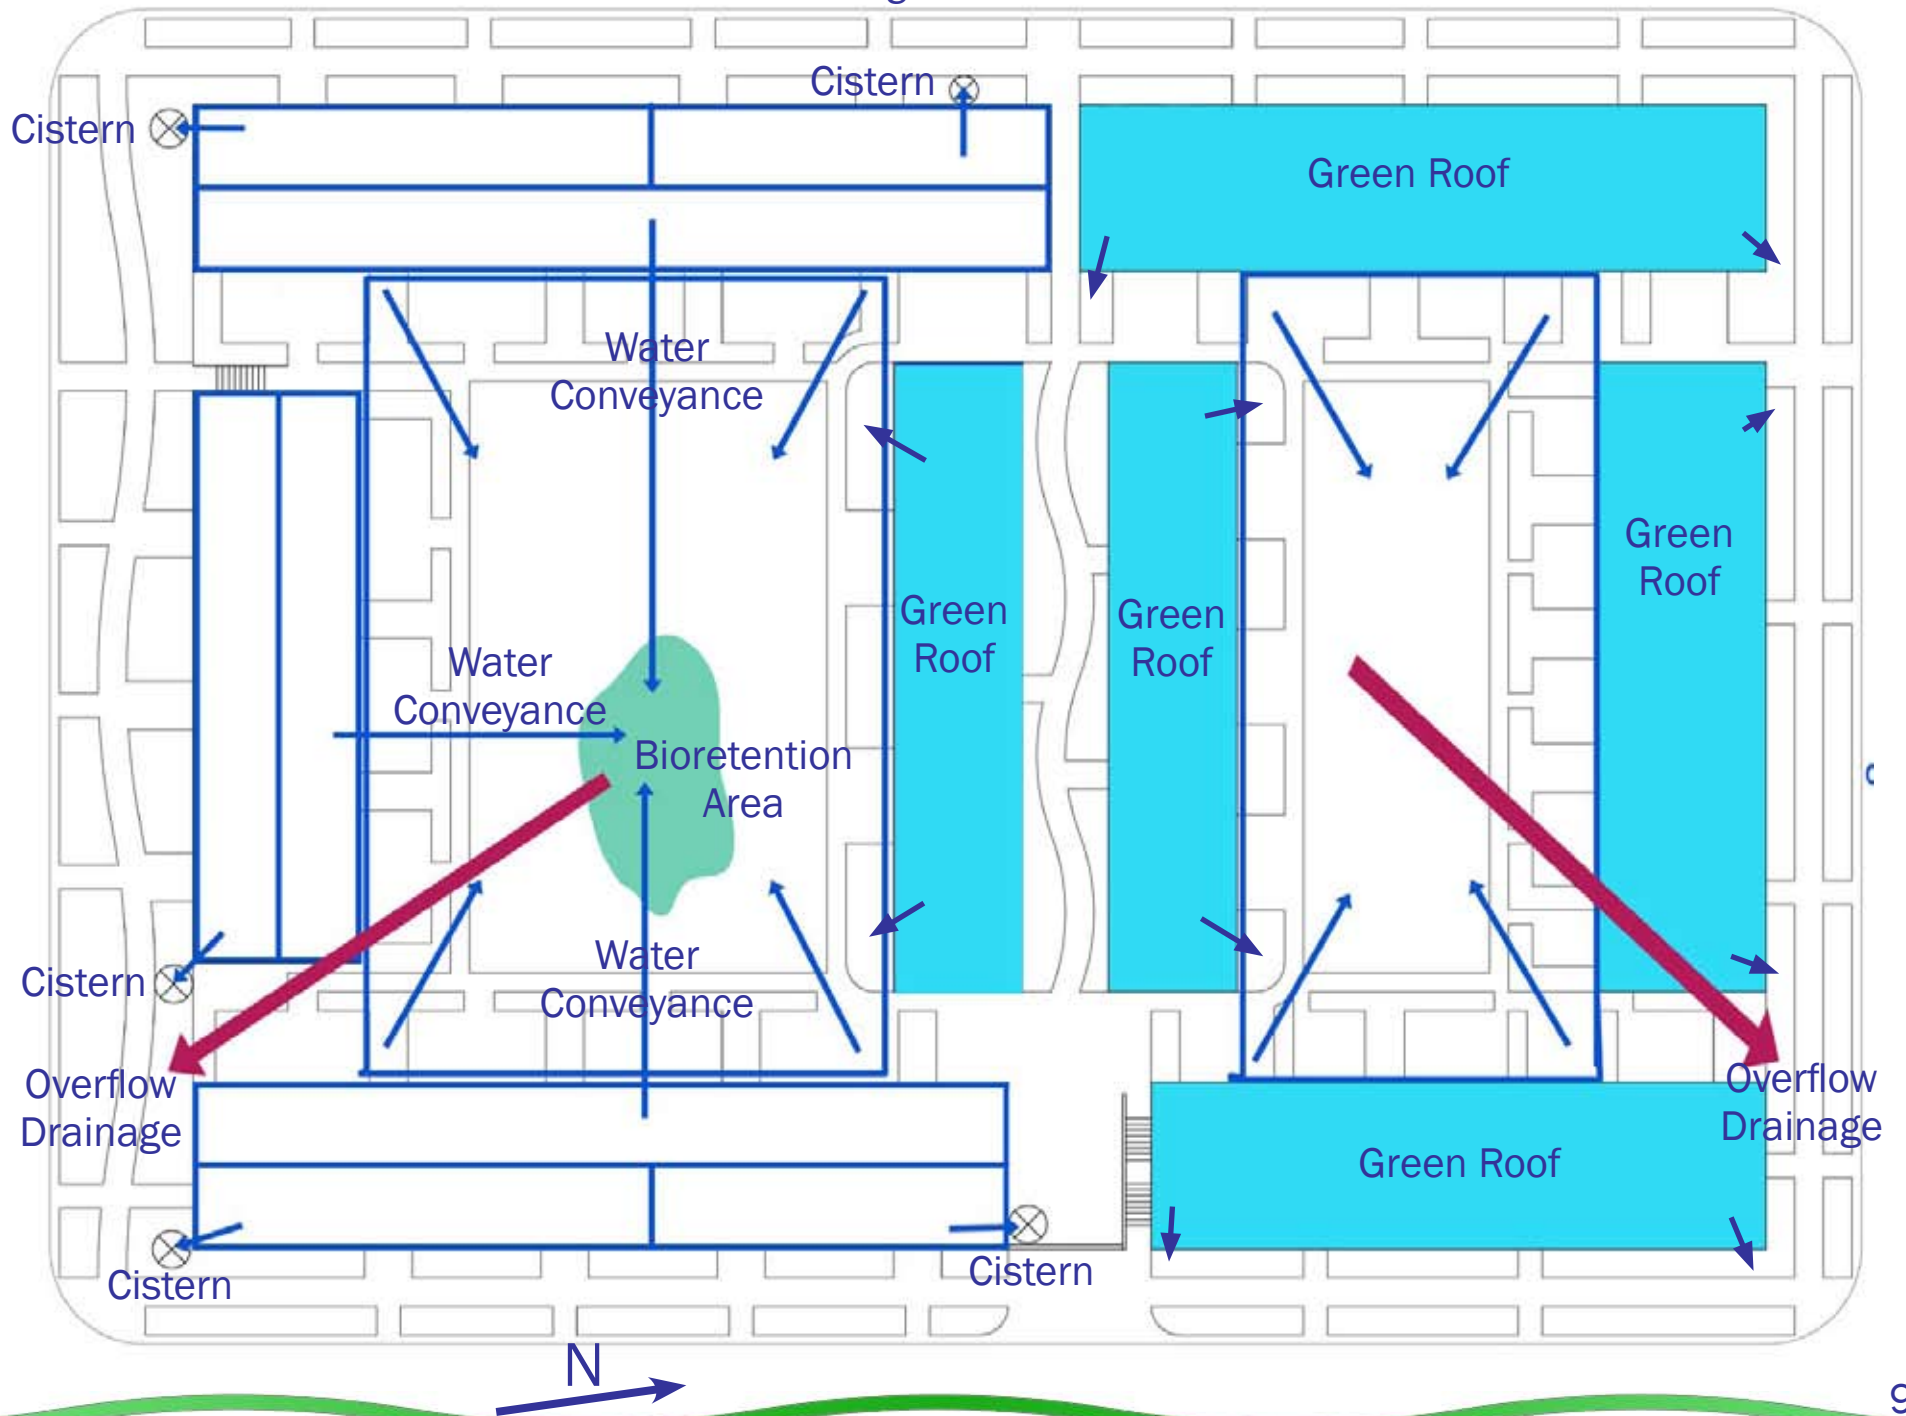 Cistern
Cistern
Green Roof
Water
Conveyance
Green
Roof
Green
Roof
Green
Roof
Water
Conveyance
Bioretention
Area
Water
Conveyance
Cistern
Overflow
Drainage
Overflow
Drainage
Green Roof
Cistern
Cistern
N
9